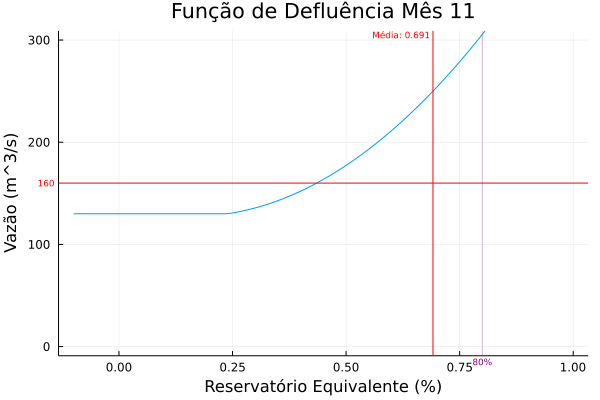 Função de Defluência Mês 11
300
Média: 0.691
200
160
100
0
Vazão (m^3/s)
0.00
0.25
0.50
0.75
80%
1.00
Reservatório Equivalente (%)